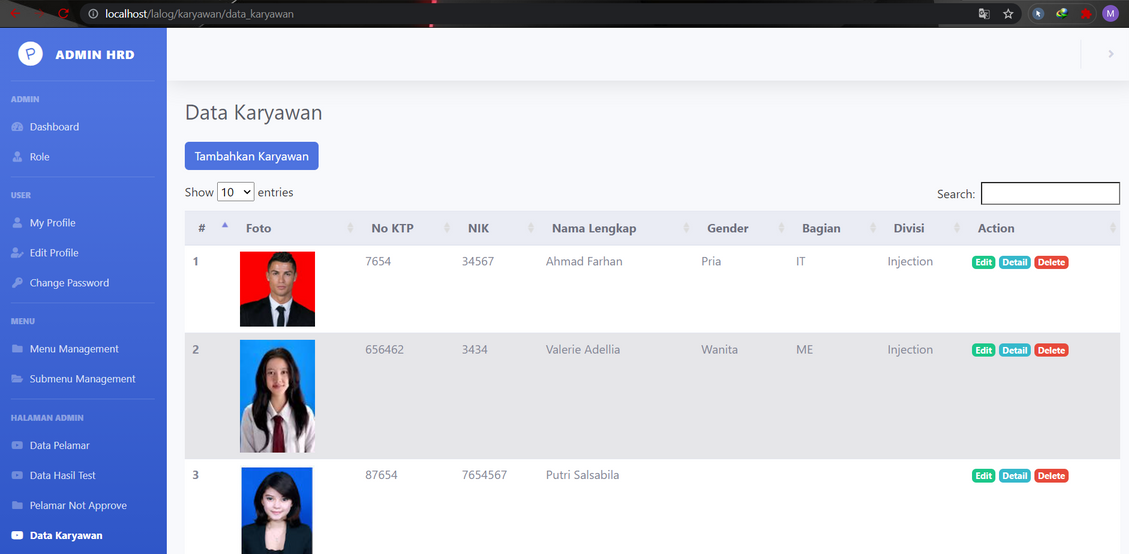 localhost/lalog/karyawan/data_karyawan
M
P ADMIN HRD
ADMIN
Dashboard
Role
USER
My Profile
Edit Profile
Change Password
MENU
Menu Management
Submenu Management
HALAMAN ADMIN
Data Pelamar
Data Hasil Test
Pelamar Not Approve
Data Karyawan
Data Karyawan
Tambahkan Karyawan
Show 10 entries
Search:
# Foto No KTP NIK Nama Lengkap Gender Bagian Divisi Action
1 7654 34567 Ahmad Farhan Pria IT Injection Edit Detail Delete
2 656462 3434 Valerie Adellia Wanita ME Injection Edit Detail Delete
3 87654 7654567 Putri Salsabila Edit Detail Delete